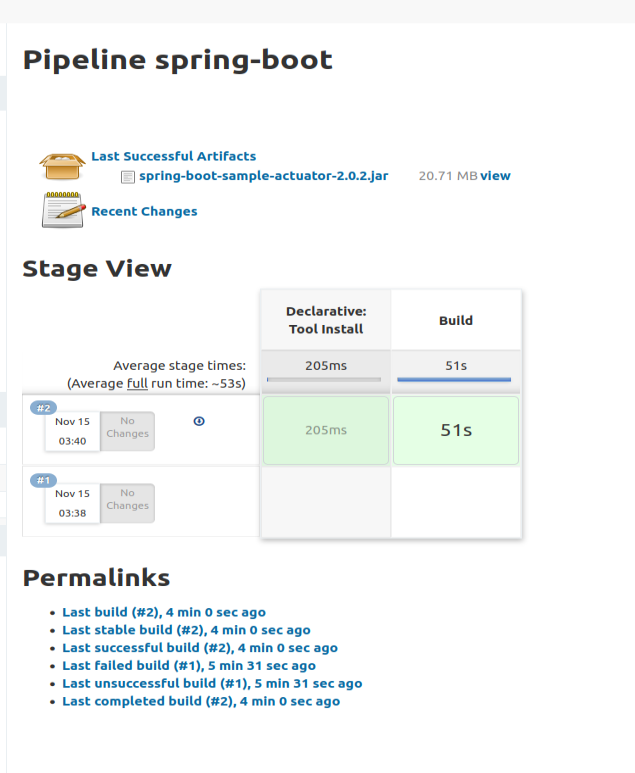 Pipeline spring-boot
Last Successful Artifacts
spring-boot-sample-actuator-2.0.2.jar 20.71 MB view
Recent Changes
Stage View
Declarative:
Tool Install
Build
Average stage times: 205ms 51s
(Average full run time: ~53s)
#2
Nov 15
03:40
No
Changes
205ms 51s
#1
Nov 15
03:38
No
Changes
Permalinks
Last build (#2), 4 min 0 sec ago
Last stable build (#2), 4 min 0 sec ago
Last successful build (#2), 4 min 0 sec ago
Last failed build (#1), 5 min 31 sec ago
Last unsuccessful build (#1), 5 min 31 sec ago
Last completed build (#2), 4 min 0 sec ago